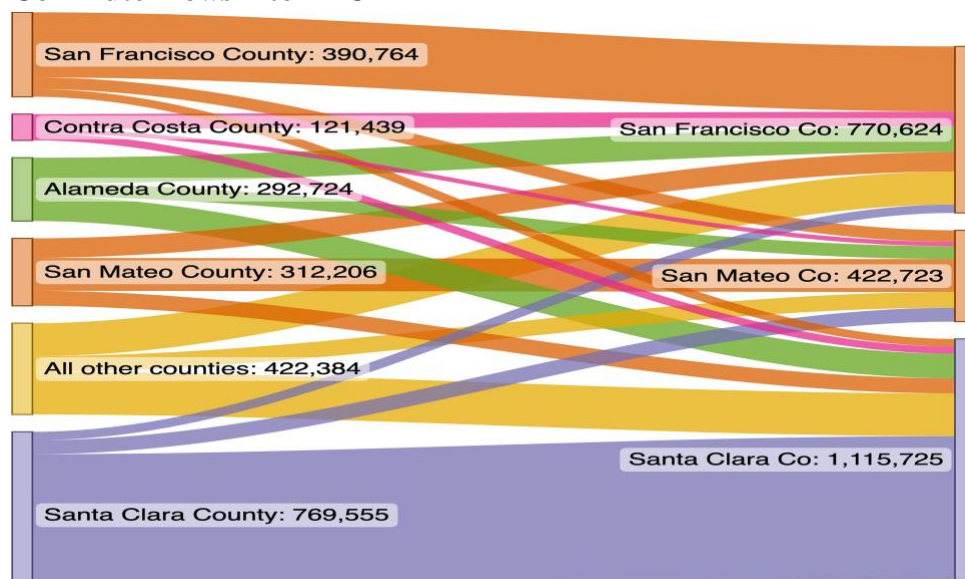 San Francisco County: 390,764
Contra Costa County: 121,439
San Francisco Co: 770,624
Alameda County: 292,724
San Mateo County: 312,206
San Mateo Co: 422,723
All other counties: 422,384
Santa Clara Co: 1,115,725
Santa Clara County: 769,555